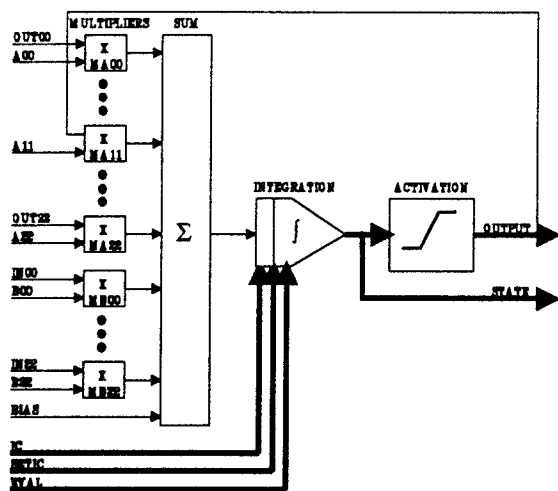 MULTIPLIERS SUM
OUT00
A00
X
MA00
X
MA11
A11
OUT22
A22
X
MA22
IN00
B00
X
MB00
IN22
B22
X
MB22
BIAS
Σ
INTEGRATION
∫
ACTIVATION
OUTPUT
STATE
IC
SETIC
EVAL